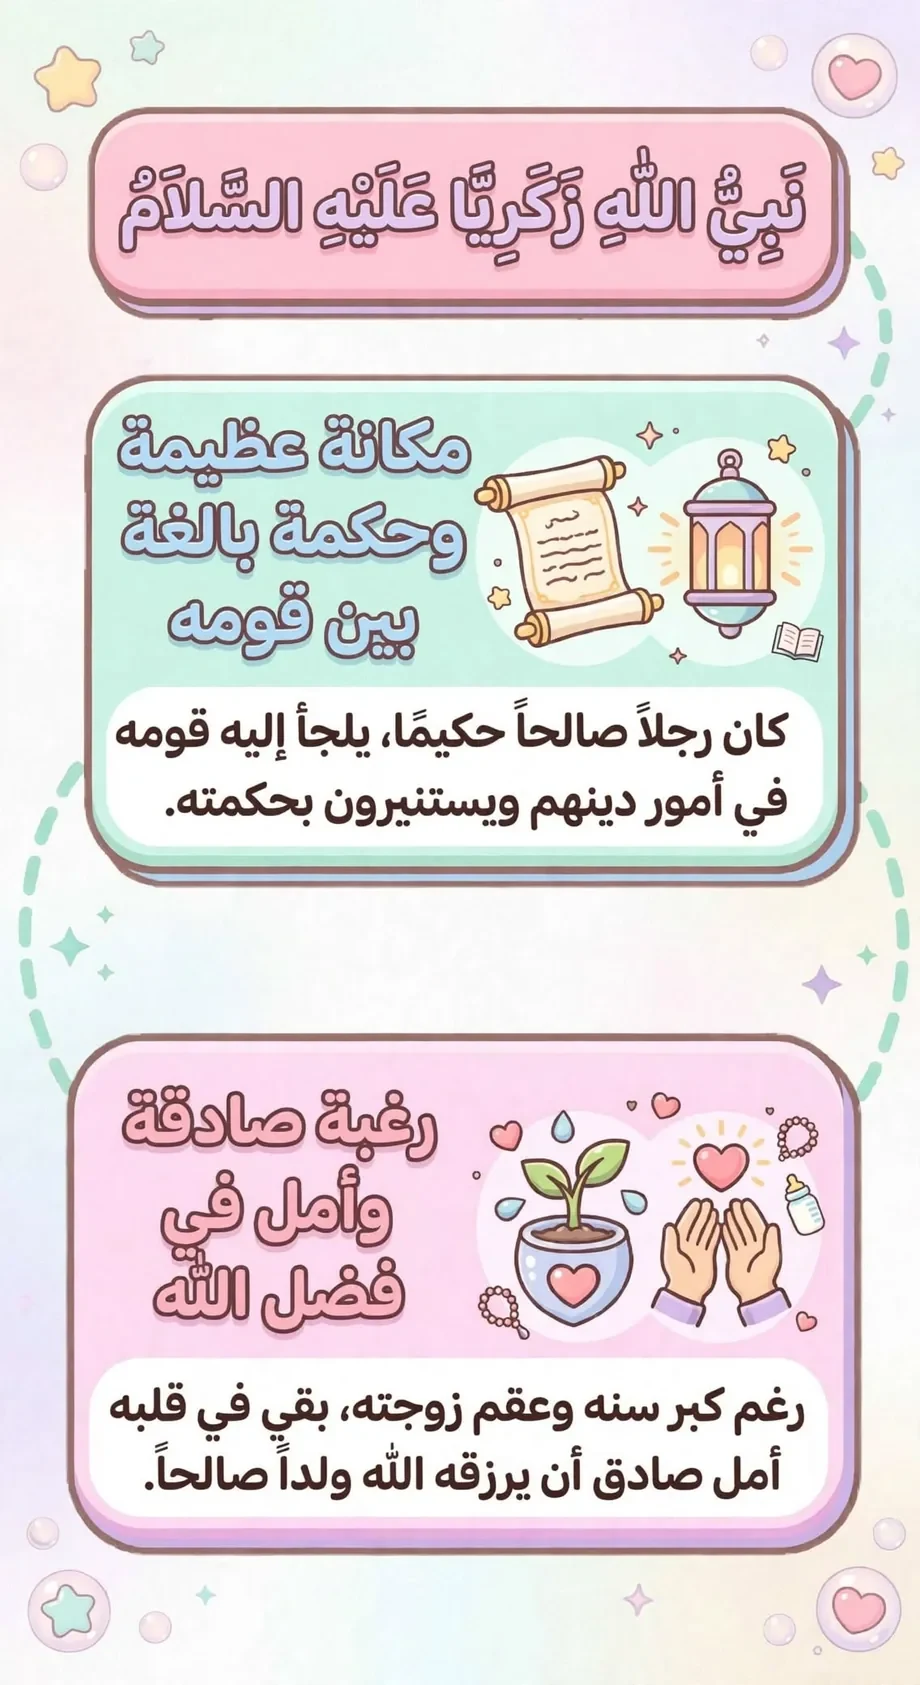 نَبِيُّ اللّٰهِ زَكَرِيَّا عَلَيْهِ السَّلاَمُ
مكانة عظيمة
وحكمة بالغة
بين قومه
كان رجلاً صالحاً حكيمًا، يلجأ إليه قومه
في أمور دينهم ويستنيرون بحكمته.
رغبة صادقة
وأمل في
فضل الله
رغم كبر سنه وعقم زوجته، بقي في قلبه
أمل صادق أن يرزقه الله ولداً صالحاً.